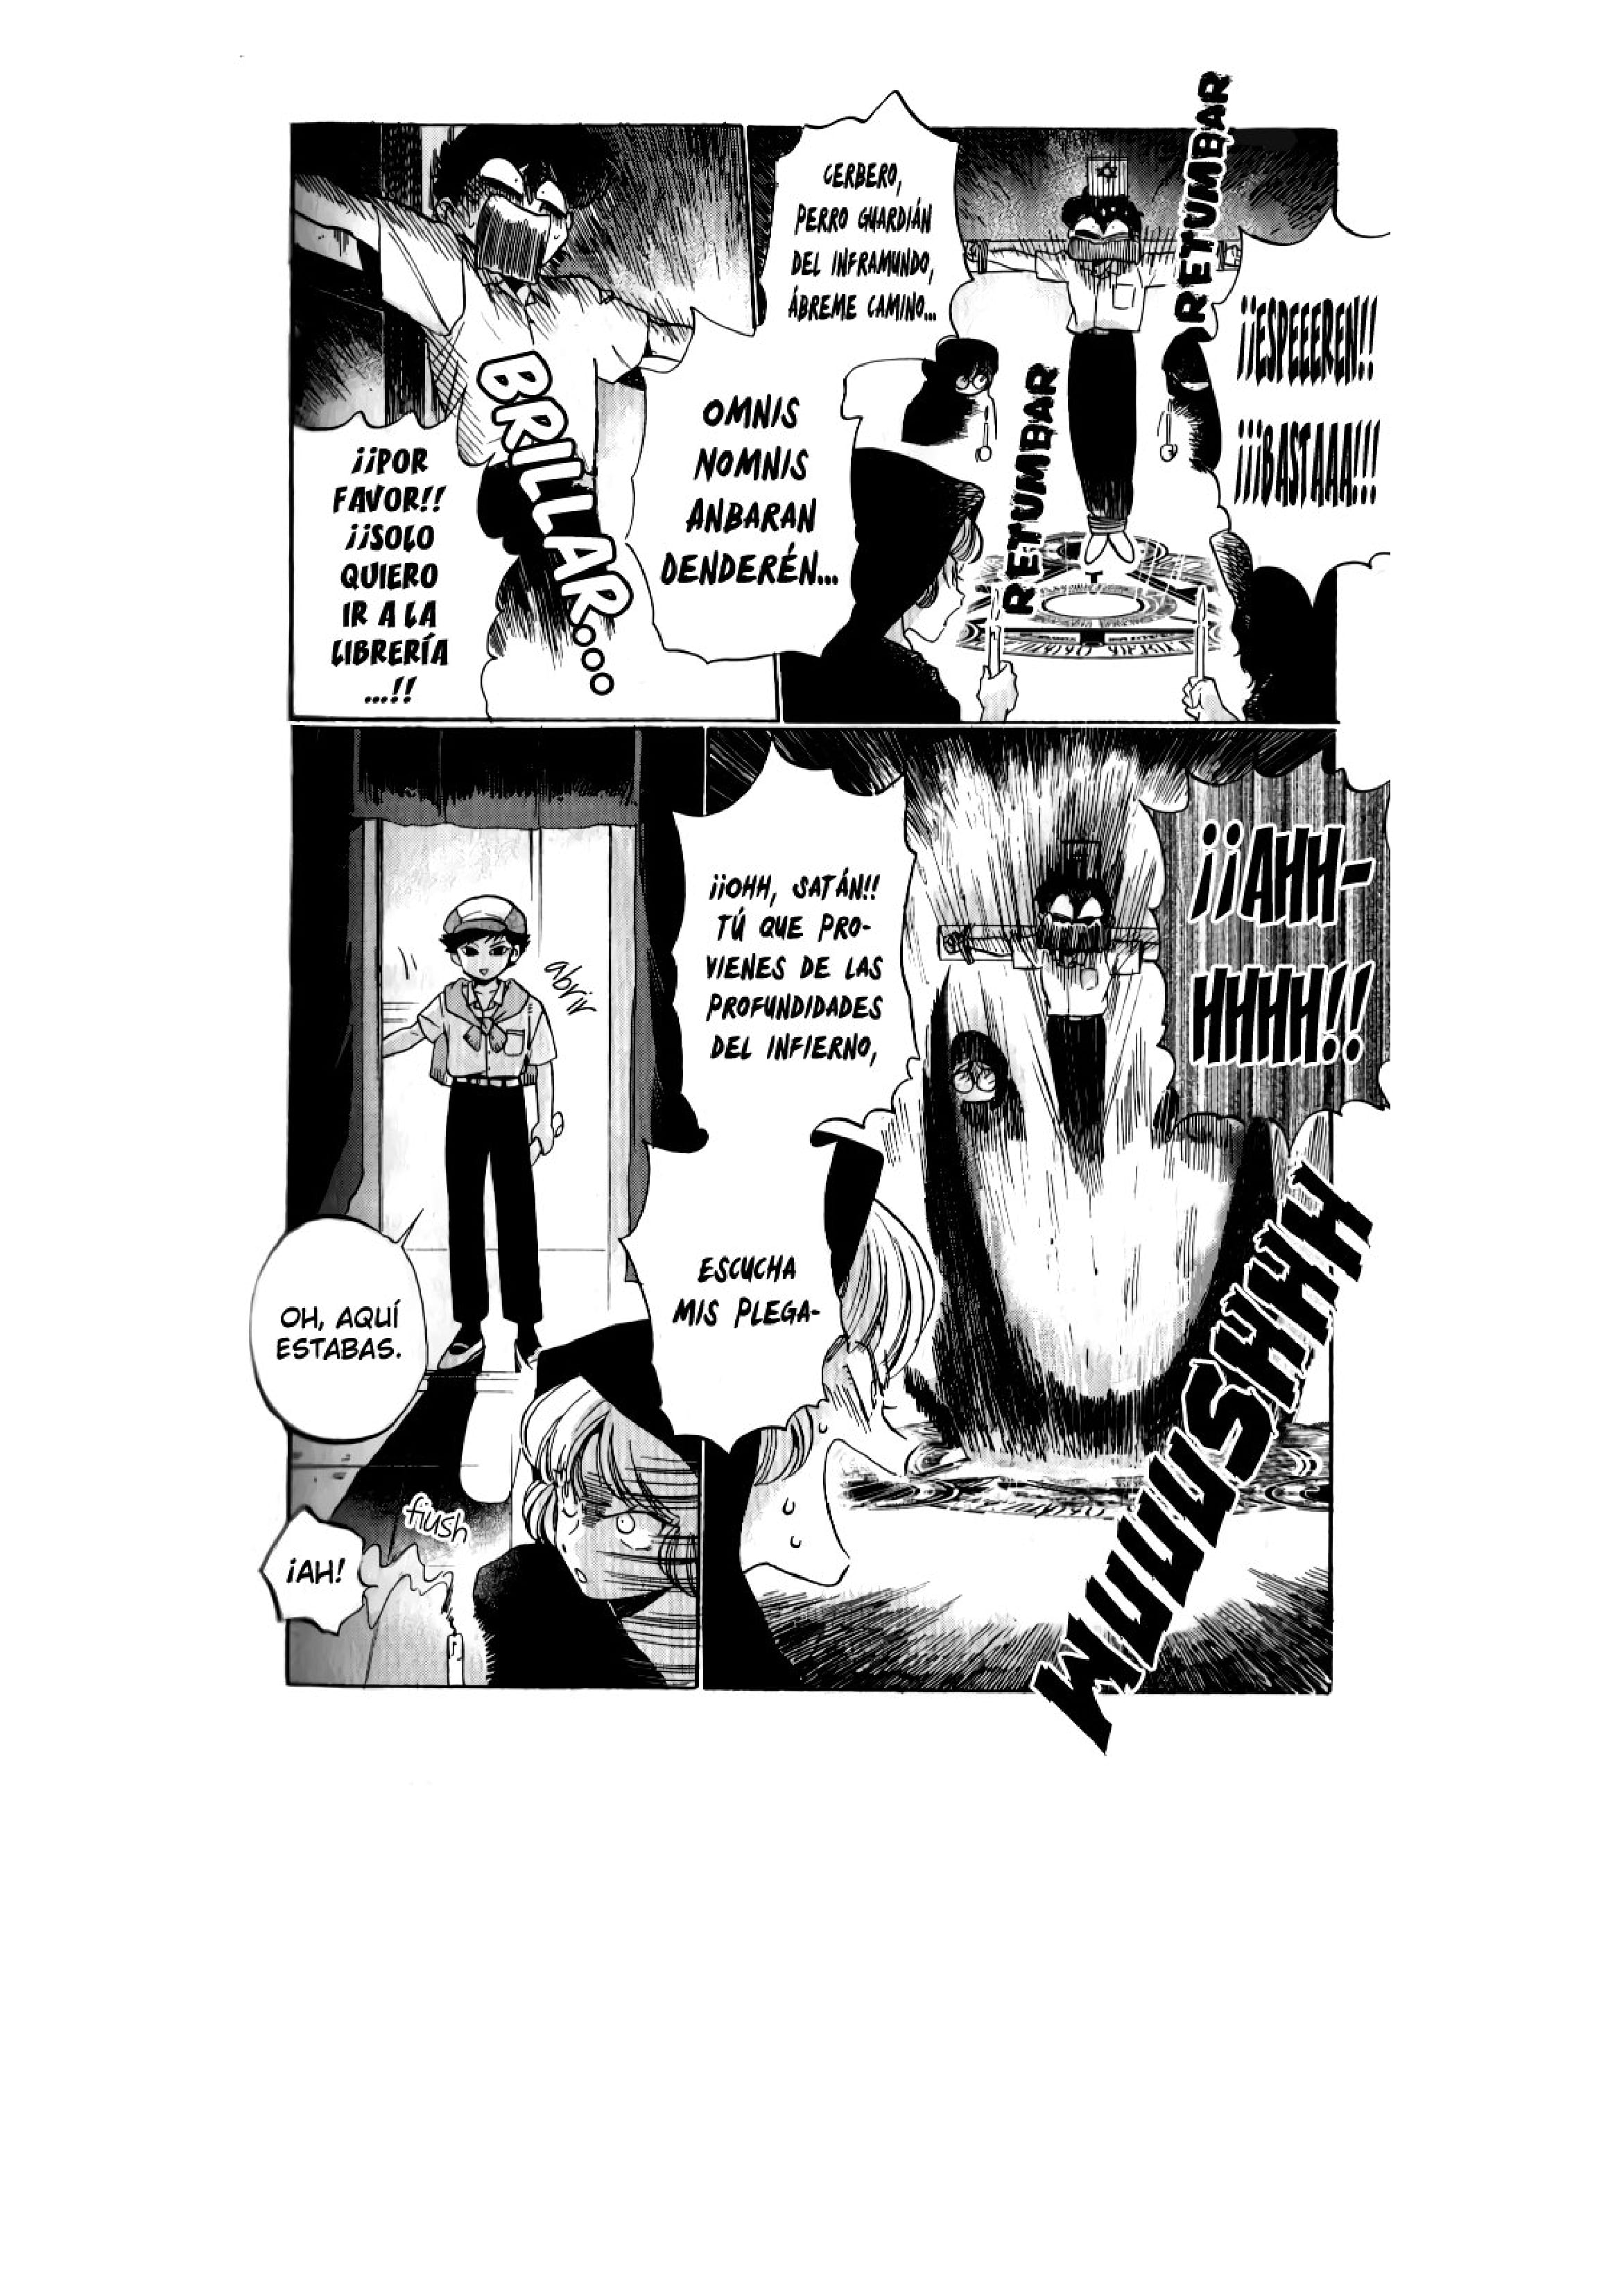 ¡¡ESPEEEREN!!
¡¡¡BASTAAA!!!
RETUMBAR
RETUMBAR
CERBERO,
PERRO GUARDIÁN
DEL INFRAMUNDO,
ÁBREME CAMINO...
OMNIS
NOMNIS
ANBARAN
DENDERÉN...
BRILLAR...
¡¡POR
FAVOR!!
¡¡SOLO
QUIERO
IR A LA
LIBRERÍA
...!!
¡¡AHH-
HHHH!!
WUUUSHHH
¡¡OHH, SATÁN!!
TÚ QUE PRO-
VIENES DE LAS
PROFUNDIDADES
DEL INFIERNO,
ESCUCHA
MIS PLEGA-
abrir
OH, AQUÍ
ESTABAS.
fiush
¡AH!